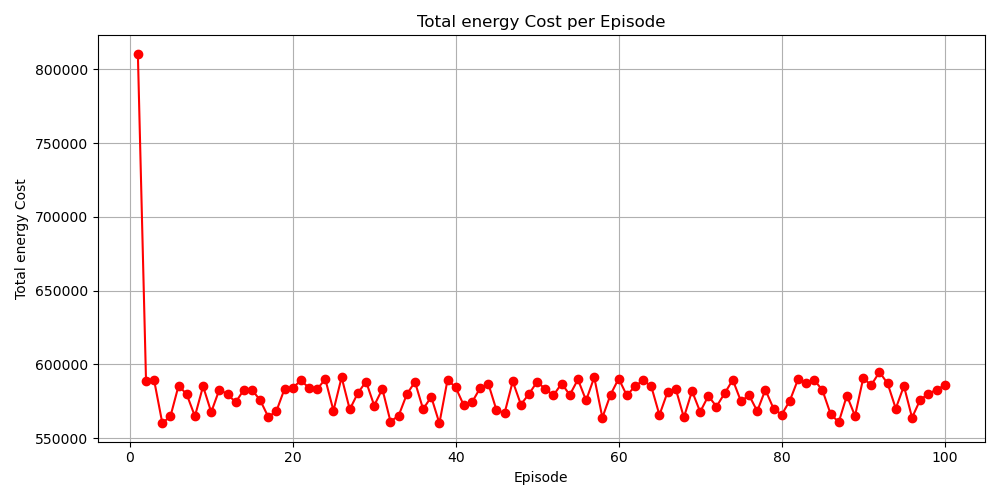 Total energy Cost per Episode
800000
750000
700000
650000
600000
550000
Total energy Cost
0 20 40 60 80 100
Episode